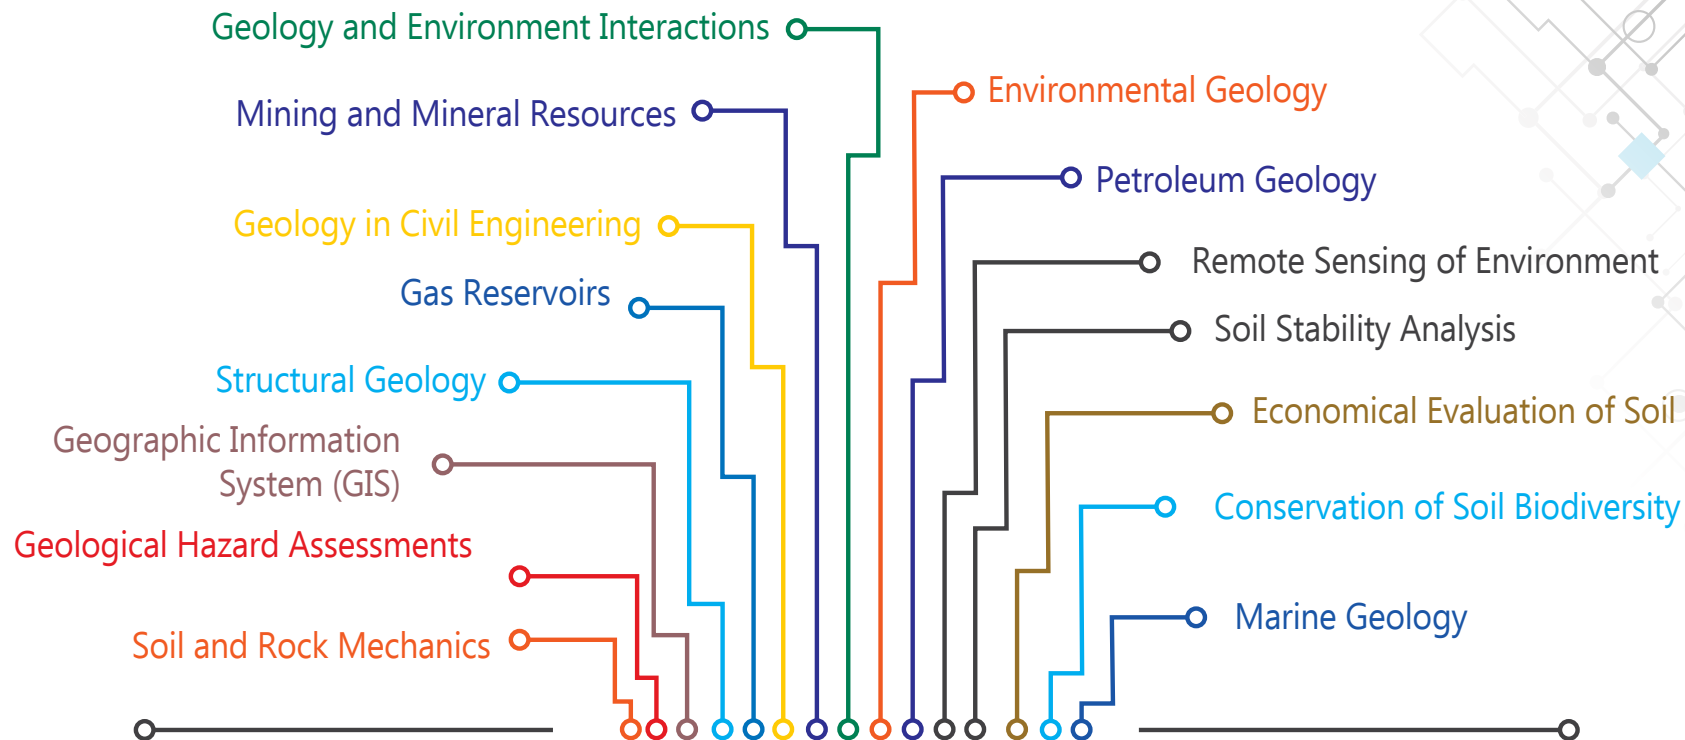 Geology and Environment Interactions
Mining and Mineral Resources
Geology in Civil Engineering
Gas Reservoirs
Structural Geology
Geographic Information
System (GIS)
Geological Hazard Assessments
Soil and Rock Mechanics
Environmental Geology
Petroleum Geology
Remote Sensing of Environment
Soil Stability Analysis
Economical Evaluation of Soil
Conservation of Soil Biodiversity
Marine Geology